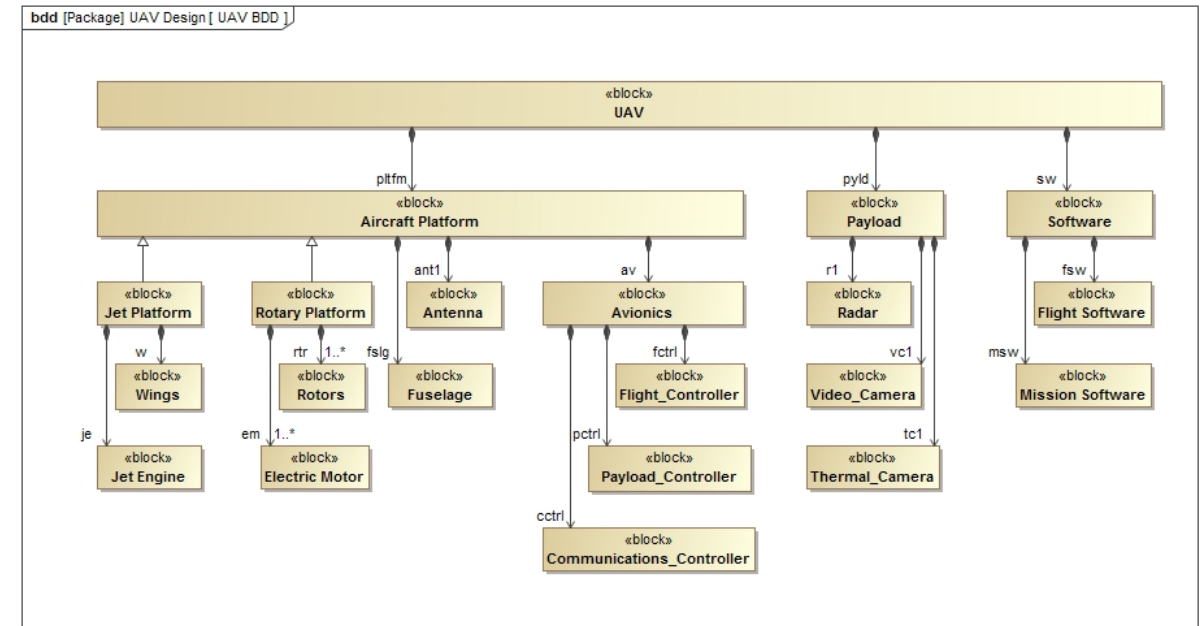 bdd [Package] UAV Design [ UAV BDD ]
«block»
UAV
pltfm
pyld
sw
«block»
Aircraft Platform
«block»
Payload
«block»
Software
ant1
av
r1
fsw
«block»
Jet Platform
«block»
Rotary Platform
«block»
Antenna
«block»
Avionics
«block»
Radar
«block»
Flight Software
w
rtr 1..*
fslg
fctrl
vc1
msw
«block»
Wings
«block»
Rotors
«block»
Fuselage
«block»
Flight_Controller
«block»
Video_Camera
«block»
Mission Software
je
em 1..*
pctrl
tc1
«block»
Jet Engine
«block»
Electric Motor
«block»
Payload_Controller
«block»
Thermal_Camera
cctrl
«block»
Communications_Controller